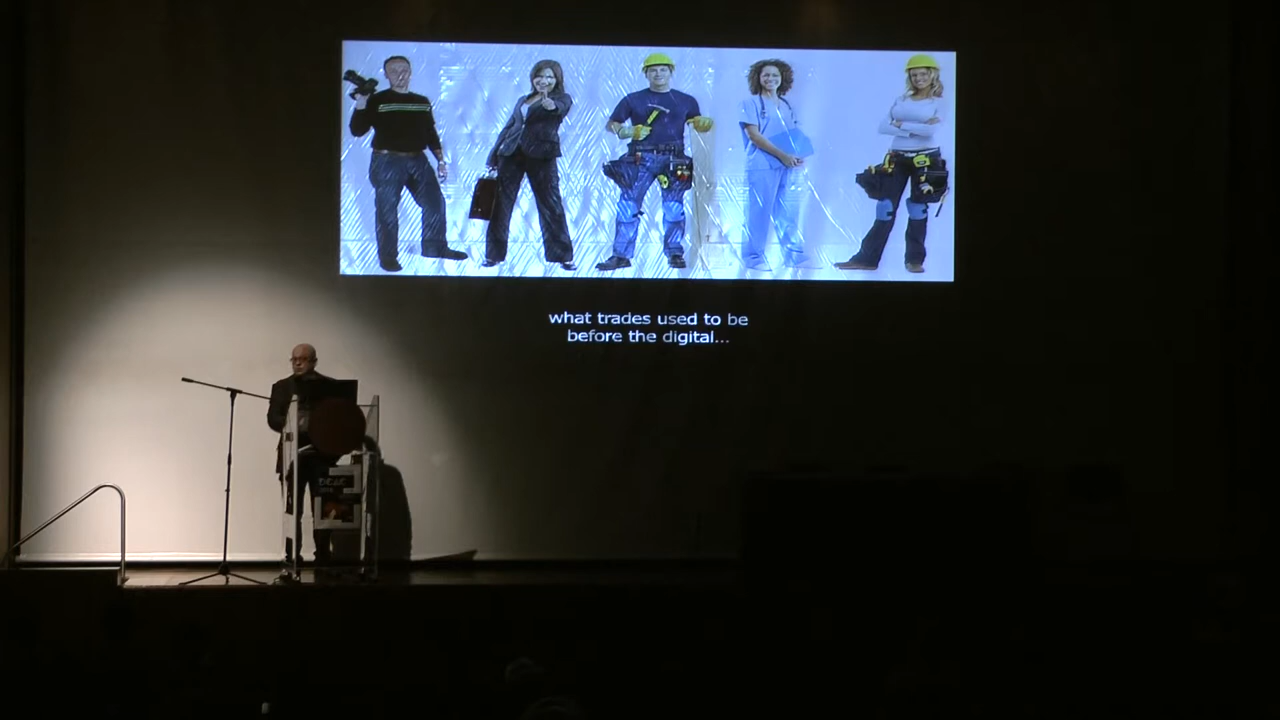 what trades used to be
before the digital...